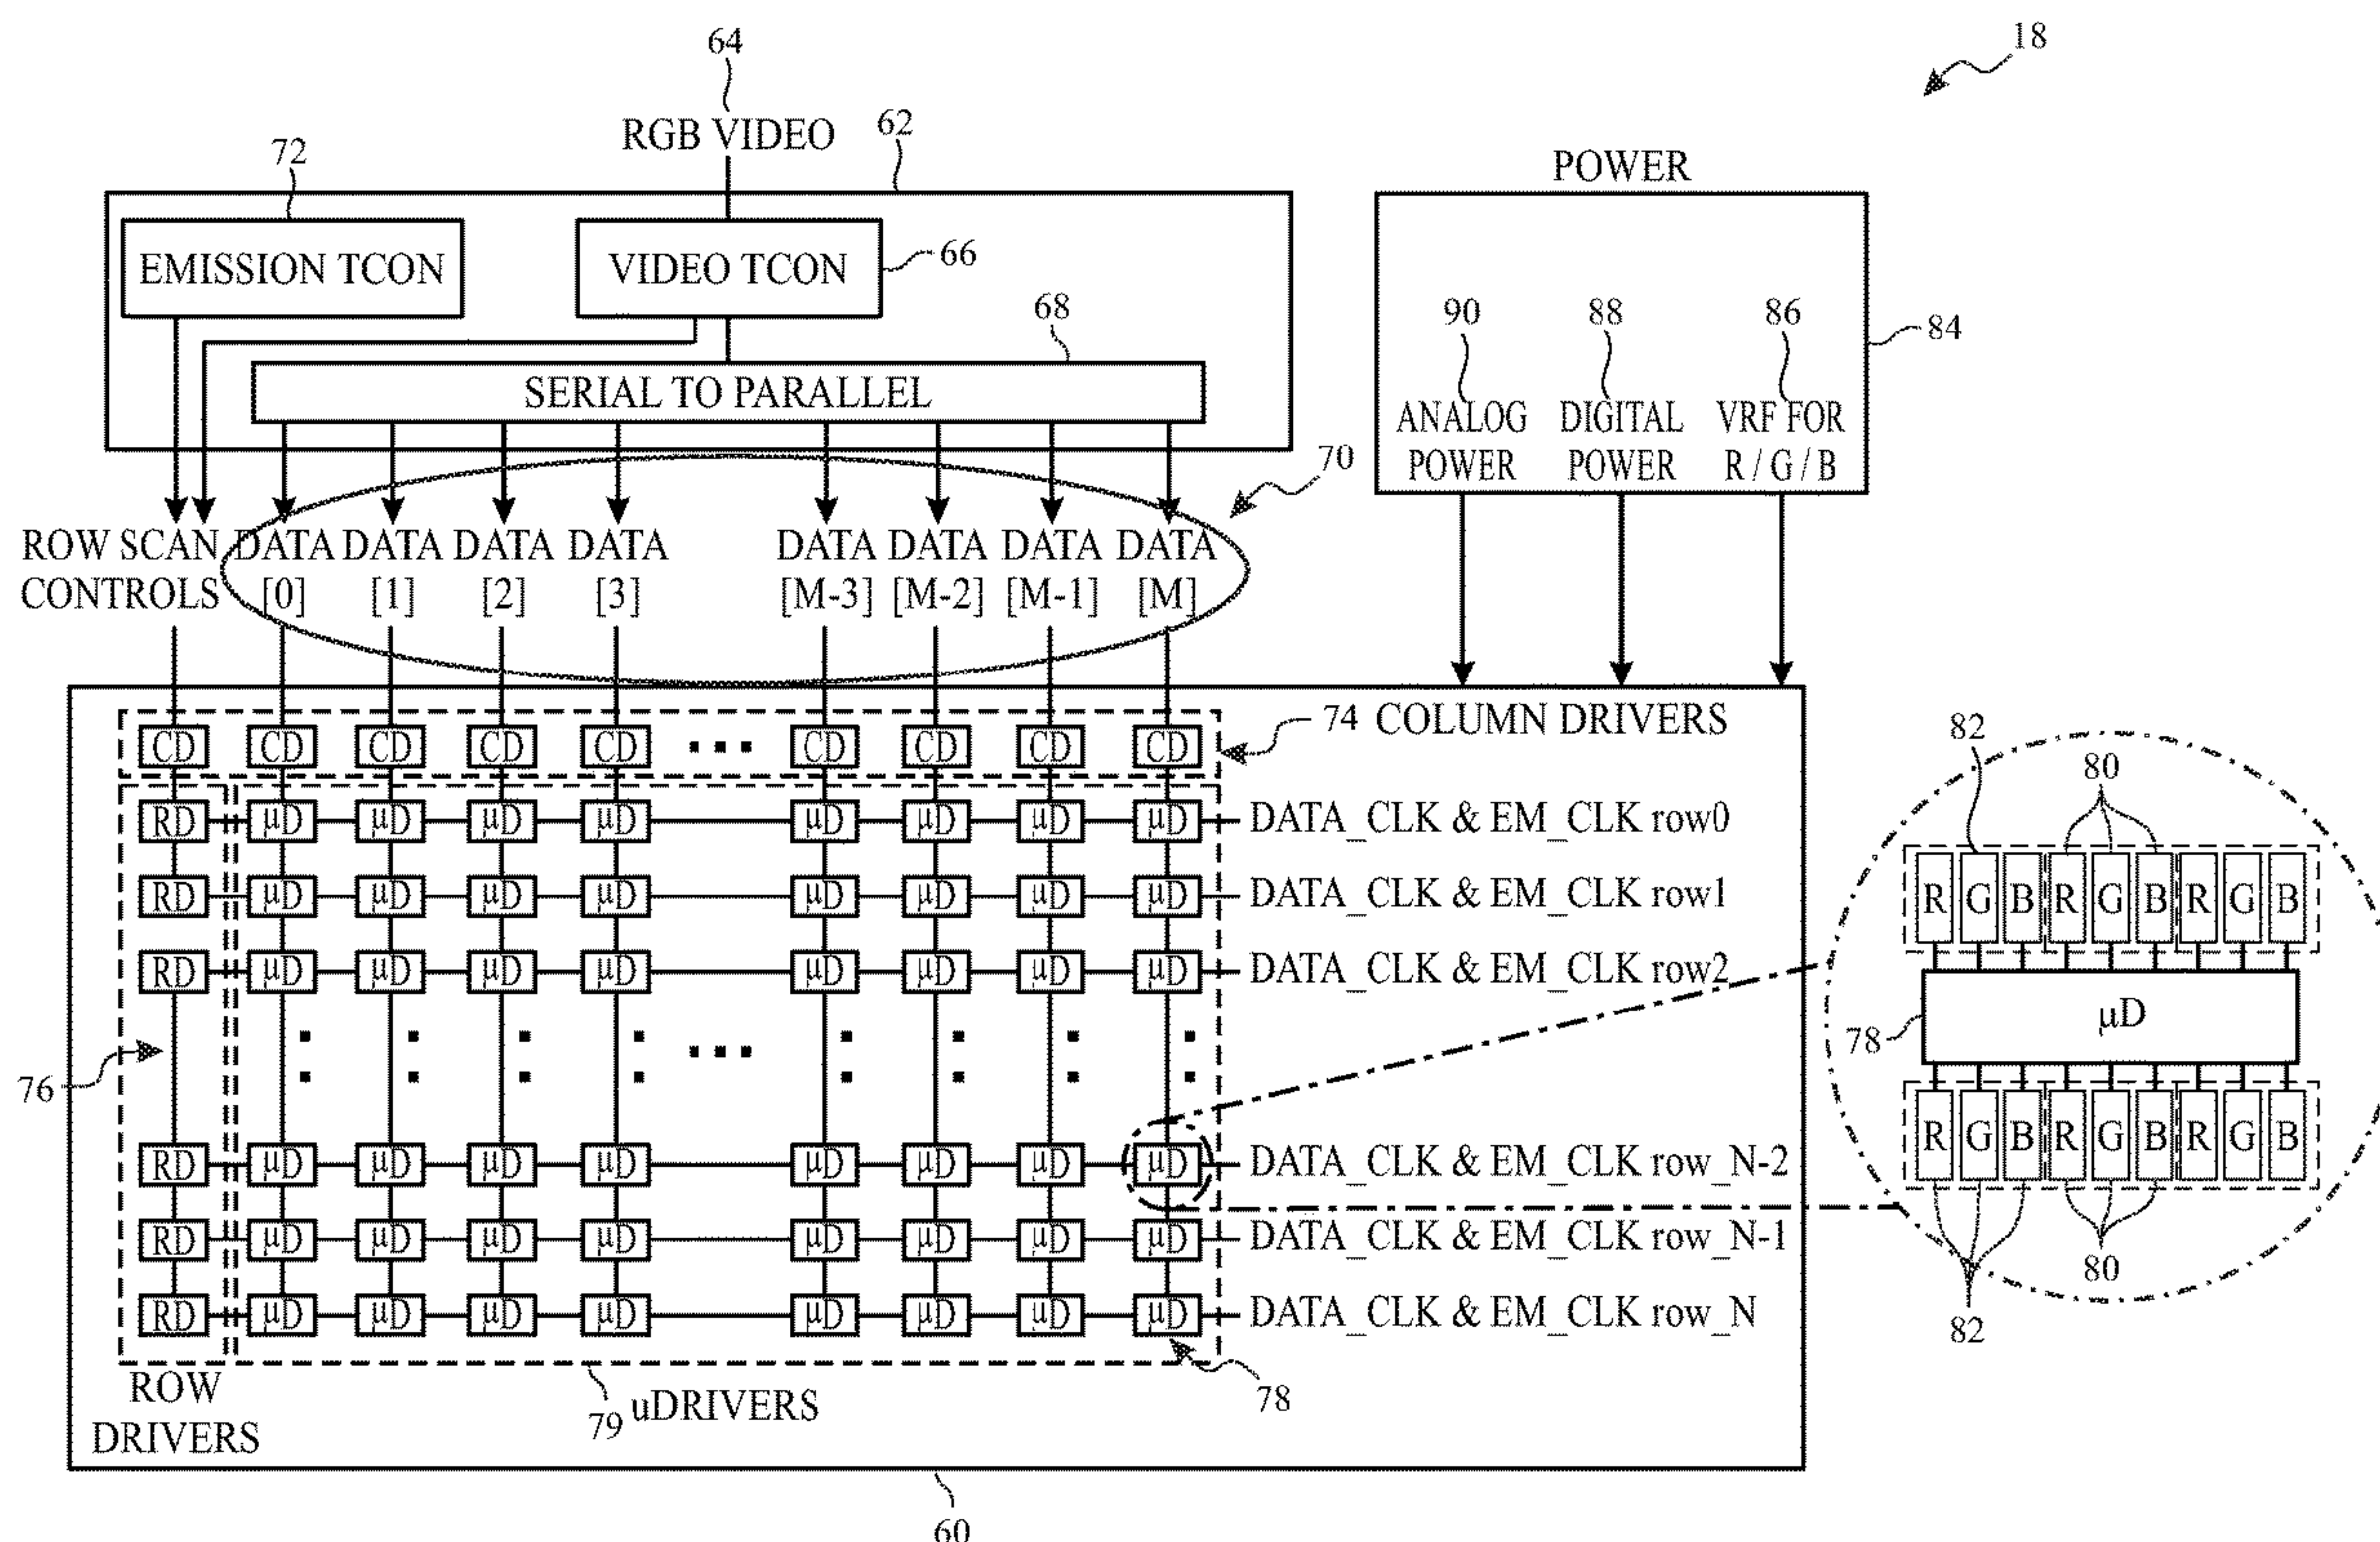 64
18
RGB VIDEO
62
72
POWER
EMISSION TCON
VIDEO TCON
66
68
90
88
86
84
SERIAL TO PARALLEL
ANALOG POWER
DIGITAL POWER
VRF FOR R / G / B
70
ROW SCAN CONTROLS
DATA [0]
DATA [1]
DATA [2]
DATA [3]
DATA [M-3]
DATA [M-2]
DATA [M-1]
DATA [M]
CD CD CD CD CD ... CD CD CD CD
74 COLUMN DRIVERS
RD µD µD µD µD µD µD µD µD DATA_CLK & EM_CLK row0
RD µD µD µD µD µD µD µD µD DATA_CLK & EM_CLK row1
RD µD µD µD µD µD µD µD µD DATA_CLK & EM_CLK row2
76
RD µD µD µD µD µD µD µD µD DATA_CLK & EM_CLK row_N-2
RD µD µD µD µD µD µD µD µD DATA_CLK & EM_CLK row_N-1
RD µD µD µD µD µD µD µD µD DATA_CLK & EM_CLK row_N
ROW DRIVERS
79
uDRIVERS
78
60
82
80
R G B R G B R G B
µD
78
R G B R G B R G B
80
82